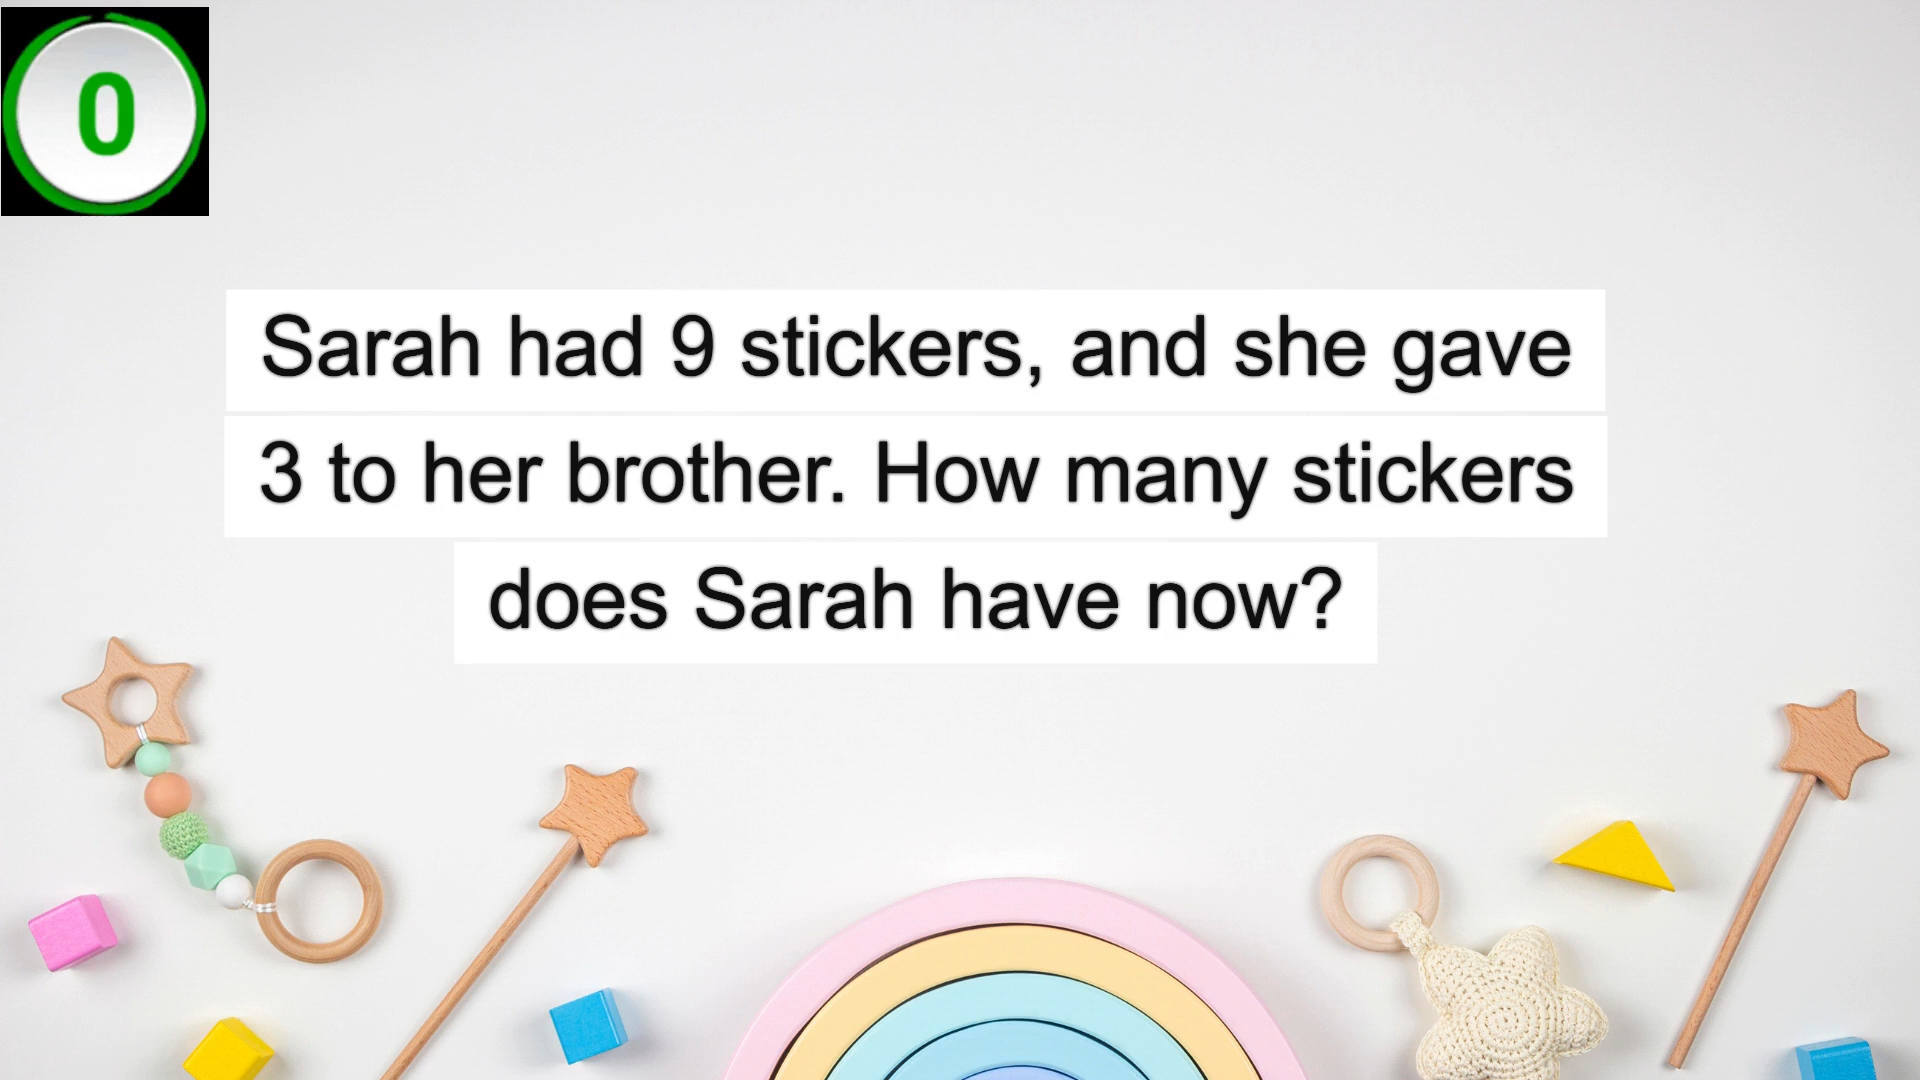 0
Sarah had 9 stickers, and she gave
3 to her brother. How many stickers
does Sarah have now?